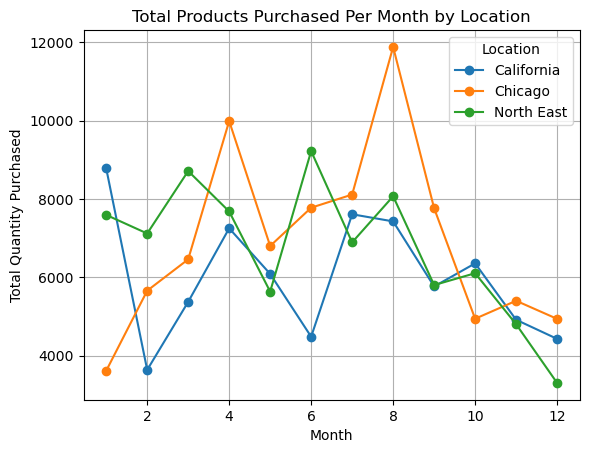 Total Products Purchased Per Month by Location
Location
California
Chicago
North East
Total Quantity Purchased
12000
10000
8000
6000
4000
2 4 6 8 10 12
Month